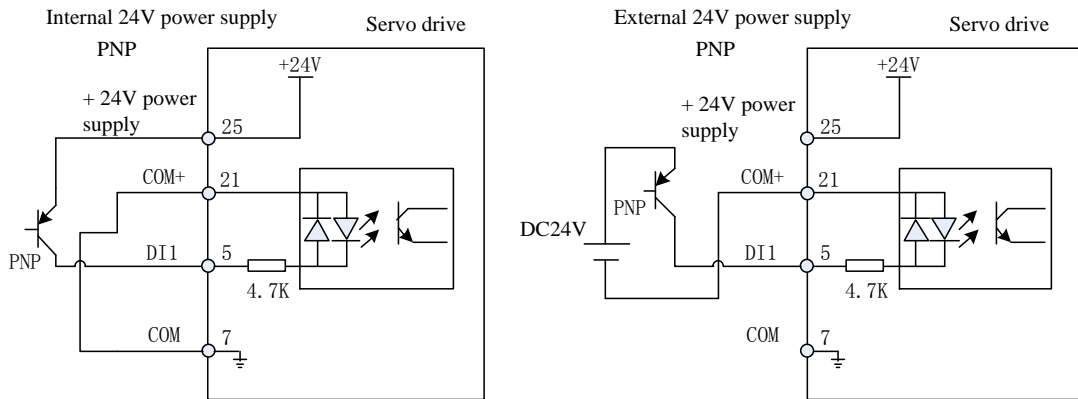 Internal 24V power supply
PNP
Servo drive
+24V
+ 24V power
supply
25
COM+
21
PNP
DI1
5
4.7K
COM
7
External 24V power supply
PNP
Servo drive
+24V
+ 24V power
supply
25
COM+
21
PNP
DC24V
DI1
5
4.7K
COM
7